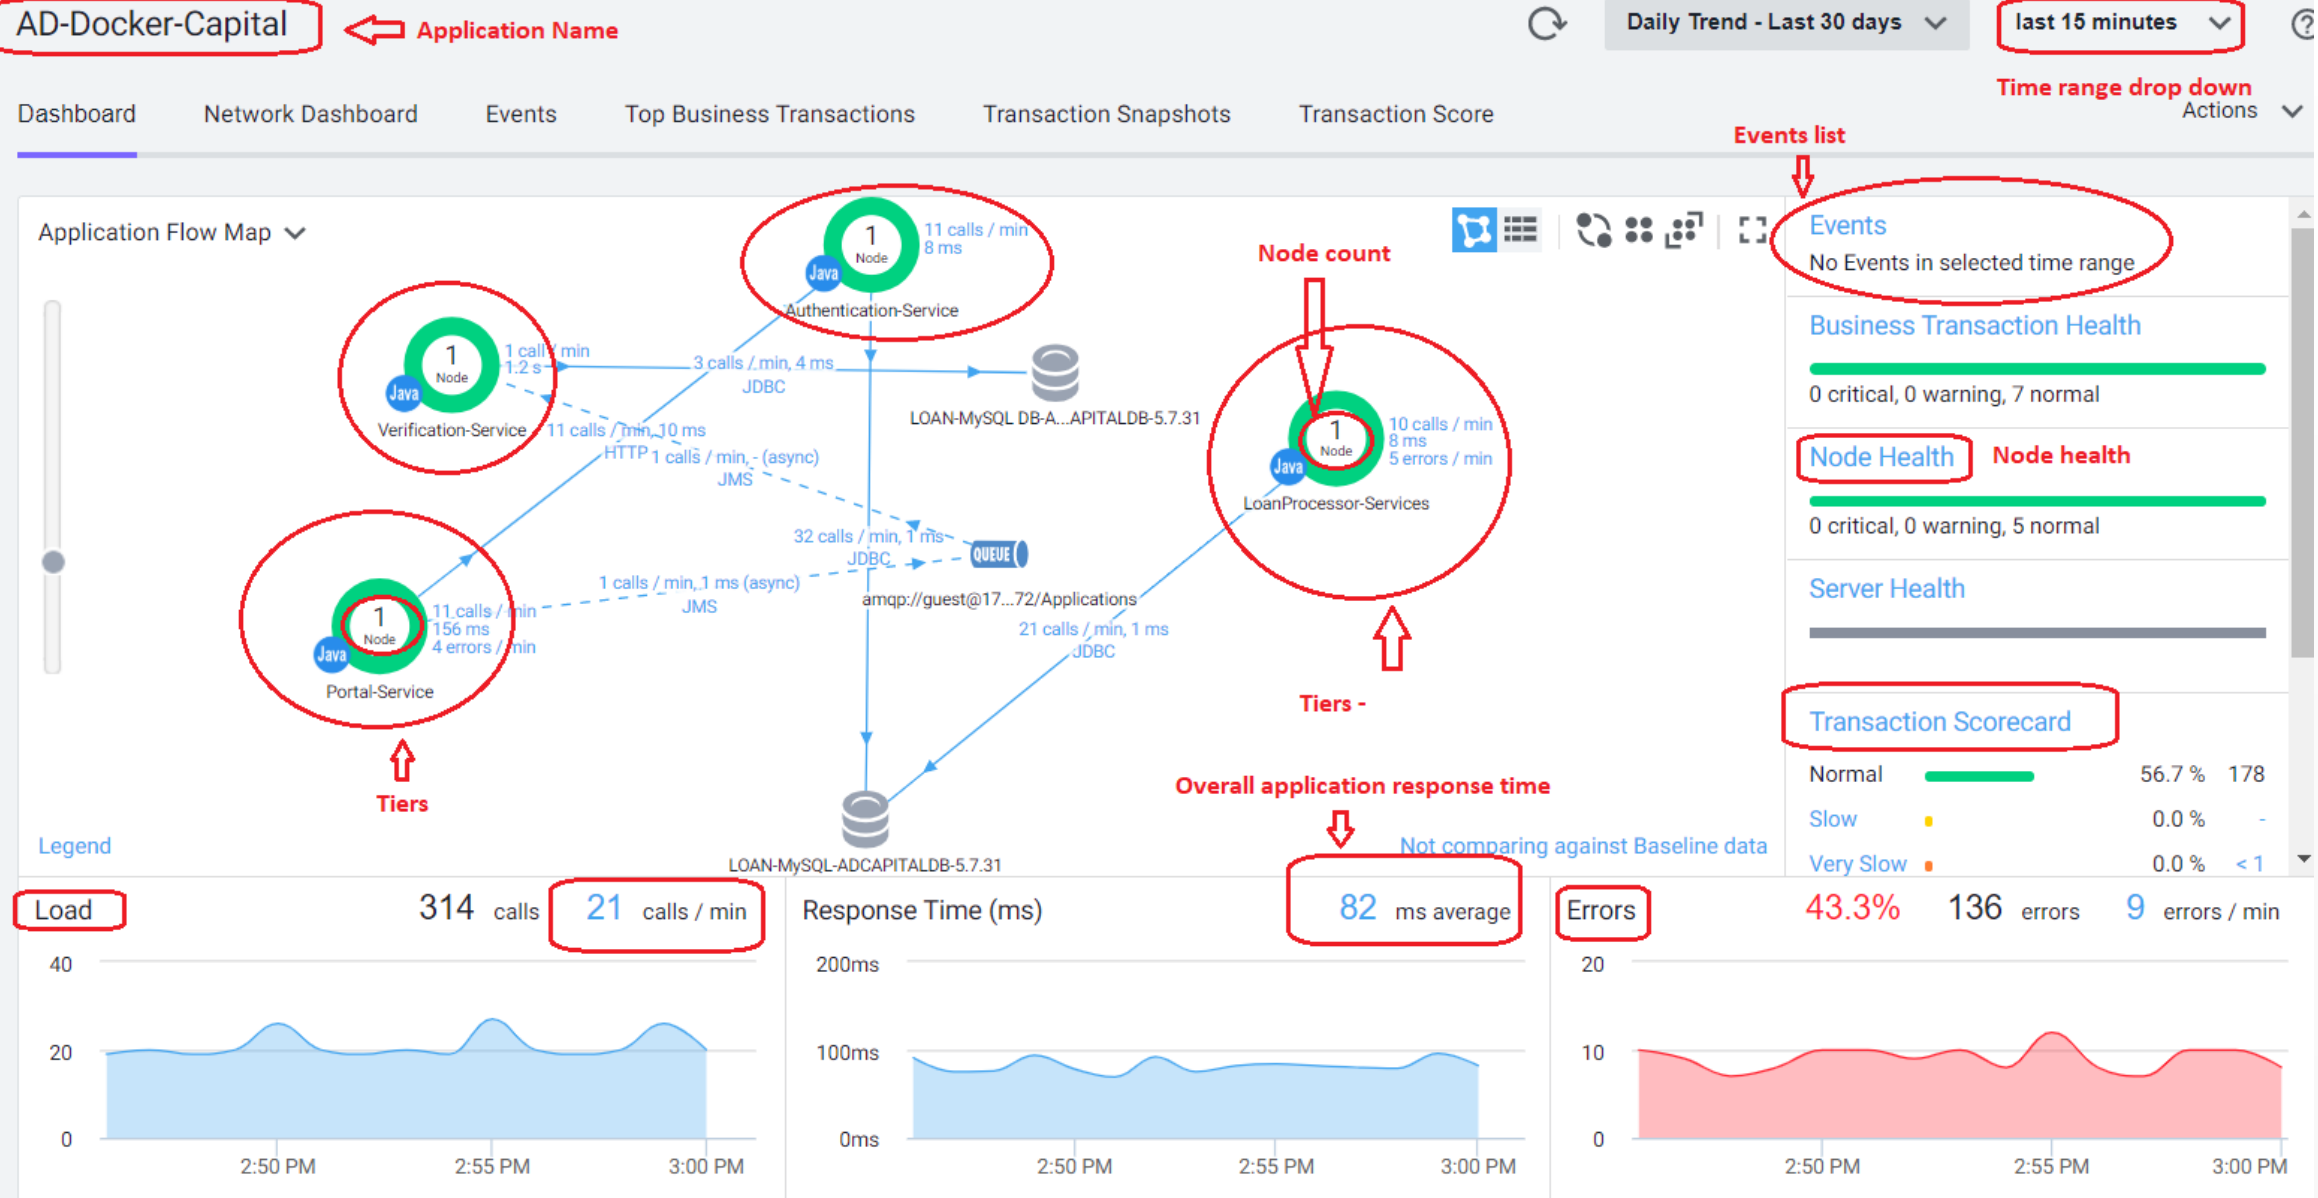 AD-Docker-Capital
Application Name
Daily Trend - Last 30 days
last 15 minutes
?
Time range drop down
Dashboard
Network Dashboard
Events
Top Business Transactions
Transaction Snapshots
Transaction Score
Actions
Events list
Application Flow Map
1
Node
Java
11 calls / min
8 ms
Authentication-Service
Node count
Events
No Events in selected time range
1
Node
Java
1 call / min
1.2 s
Verification-Service
3 calls / min, 4 ms
JDBC
LOAN-MySQL DB-A...APITALDB-5.7.31
Business Transaction Health
0 critical, 0 warning, 7 normal
11 calls / min, 10 ms
HTTP
1 calls / min, - (async)
JMS
1
Node
Java
10 calls / min
8 ms
5 errors / min
LoanProcessor-Services
Node Health
Node health
0 critical, 0 warning, 5 normal
32 calls / min, 1 ms
JDBC
QUEUE
amqp://guest@17...72/Applications
1 calls / min, 1 ms (async)
JMS
Server Health
1
Node
Java
11 calls / min
156 ms
4 errors / min
Portal-Service
21 calls / min, 1 ms
JDBC
Tiers -
Tiers
Transaction Scorecard
Normal 56.7 % 178
Slow 0.0 % -
Very Slow 0.0 % < 1
Overall application response time
Legend
Not comparing against Baseline data
LOAN-MySQL-ADCAPITALDB-5.7.31
Load 314 calls 21 calls / min
40
20
0
2:50 PM 2:55 PM 3:00 PM
Response Time (ms) 82 ms average
200ms
100ms
0ms
2:50 PM 2:55 PM 3:00 PM
Errors 43.3% 136 errors 9 errors / min
20
10
0
2:50 PM 2:55 PM 3:00 PM